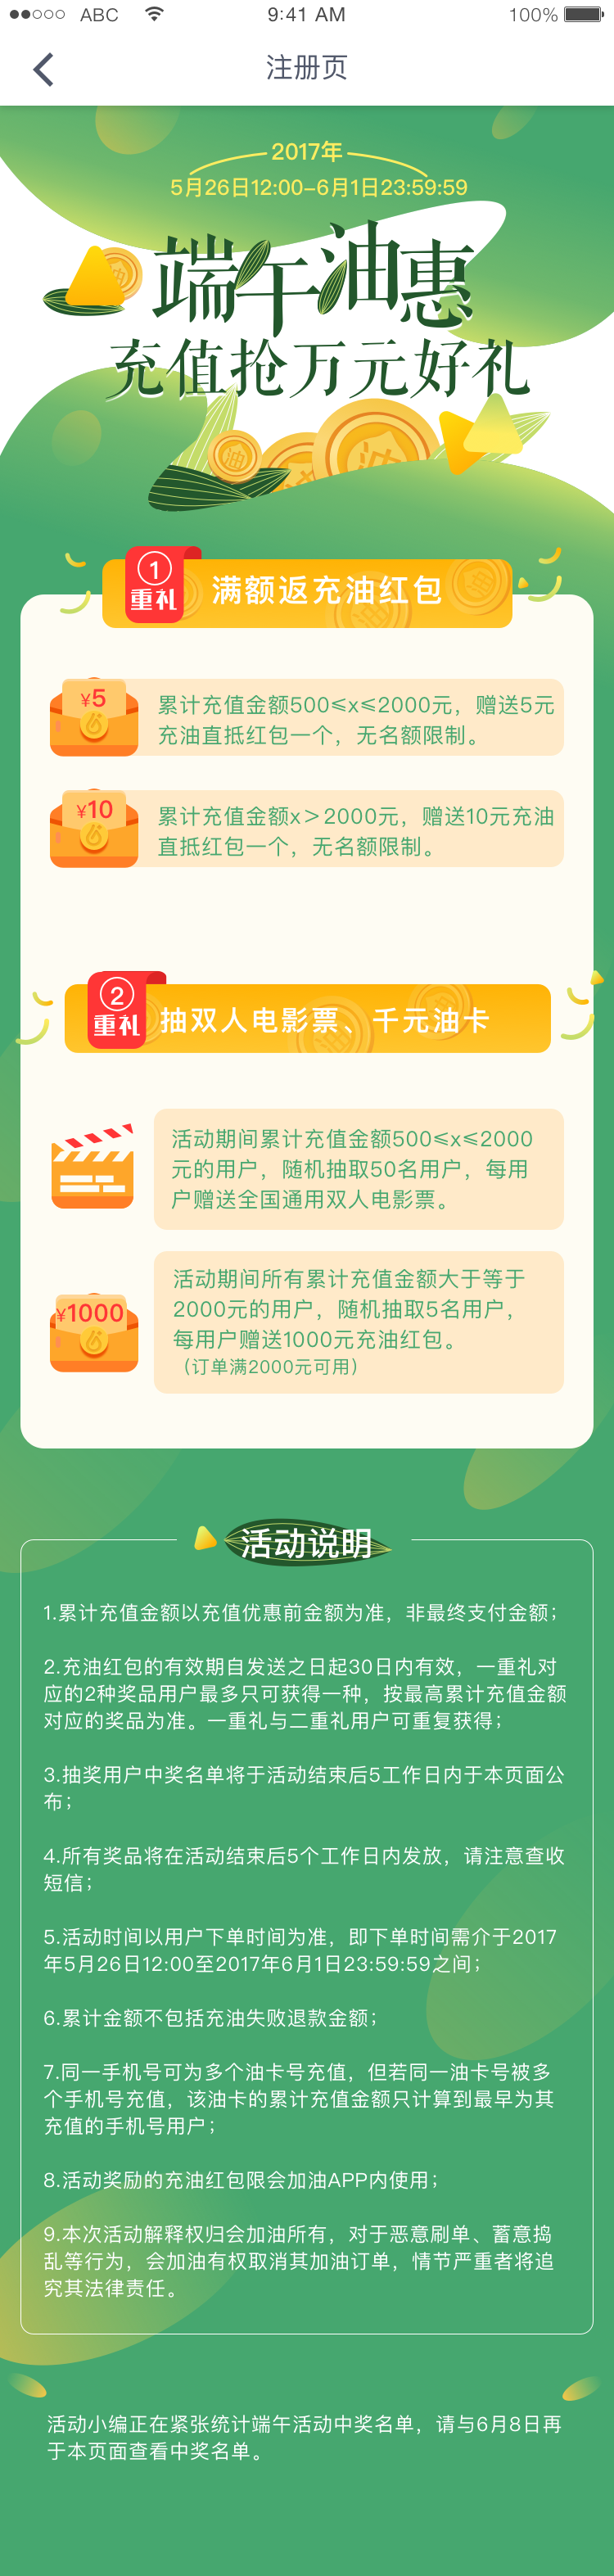 ABC
9:41 AM
100%
注册页
2017年
5月26日12:00-6月1日23:59:59
端午油惠
充值抢万元好礼
油
油
1
重礼
满额返充油红包
¥5
累计充值金额500≤x≤2000元，赠送5元
充油直抵红包一个，无名额限制。
¥10
累计充值金额x>2000元，赠送10元充油
直抵红包一个，无名额限制。
2
重礼
抽双人电影票、千元油卡
活动期间累计充值金额500≤x≤2000
元的用户，随机抽取50名用户，每用
户赠送全国通用双人电影票。
¥1000
活动期间所有累计充值金额大于等于
2000元的用户，随机抽取5名用户，
每用户赠送1000元充油红包。
（订单满2000元可用）
活动说明
1.累计充值金额以充值优惠前金额为准，非最终支付金额；
2.充油红包的有效期自发送之日起30日内有效，一重礼对
应的2种奖品用户最多只可获得一种，按最高累计充值金额
对应的奖品为准。一重礼与二重礼用户可重复获得；
3.抽奖用户中奖名单将于活动结束后5工作日内于本页面公
布；
4.所有奖品将在活动结束后5个工作日内发放，请注意查收
短信；
5.活动时间以用户下单时间为准，即下单时间需介于2017
年5月26日12:00至2017年6月1日23:59:59之间；
6.累计金额不包括充油失败退款金额；
7.同一手机号可为多个油卡号充值，但若同一油卡号被多
个手机号充值，该油卡的累计充值金额只计算到最早为其
充值的手机号用户；
8.活动奖励的充油红包限会加油APP内使用；
9.本次活动解释权归会加油所有，对于恶意刷单、蓄意捣
乱等行为，会加油有权取消其加油订单，情节严重者将追
究其法律责任。
活动小编正在紧张统计端午活动中奖名单，请与6月8日再
于本页面查看中奖名单。